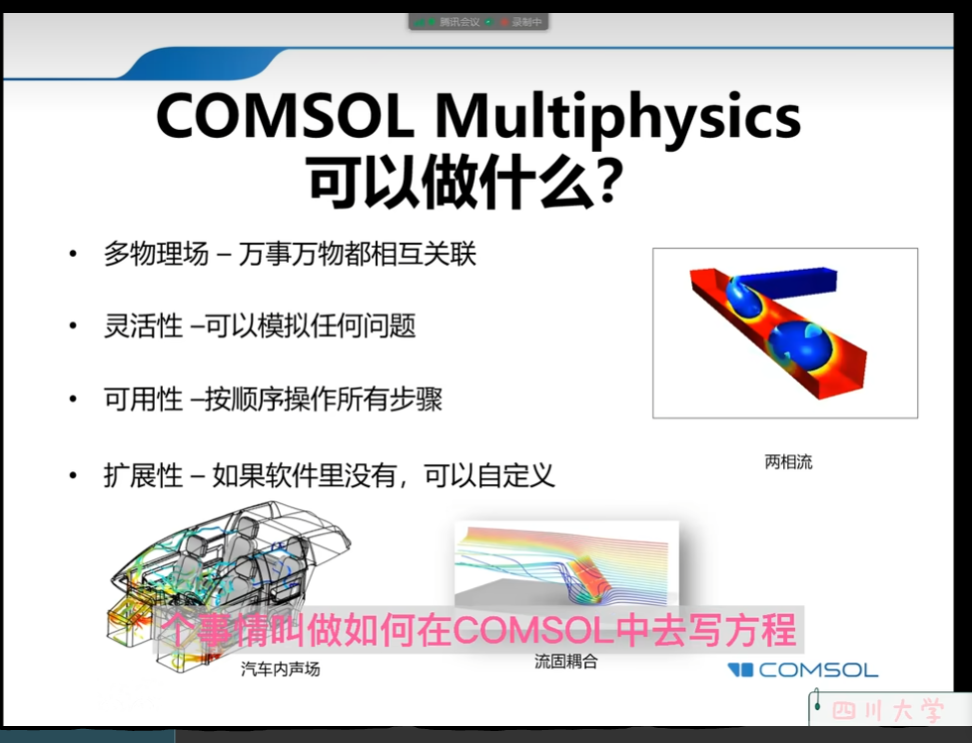 腾讯会议 录制中
COMSOL Multiphysics
可以做什么?
• 多物理场 – 万事万物都相互关联
• 灵活性 –可以模拟任何问题
• 可用性 –按顺序操作所有步骤
• 扩展性 – 如果软件里没有，可以自定义
两相流
个事情叫做如何在COMSOL中去写方程
汽车内声场
流固耦合
COMSOL
四川大学